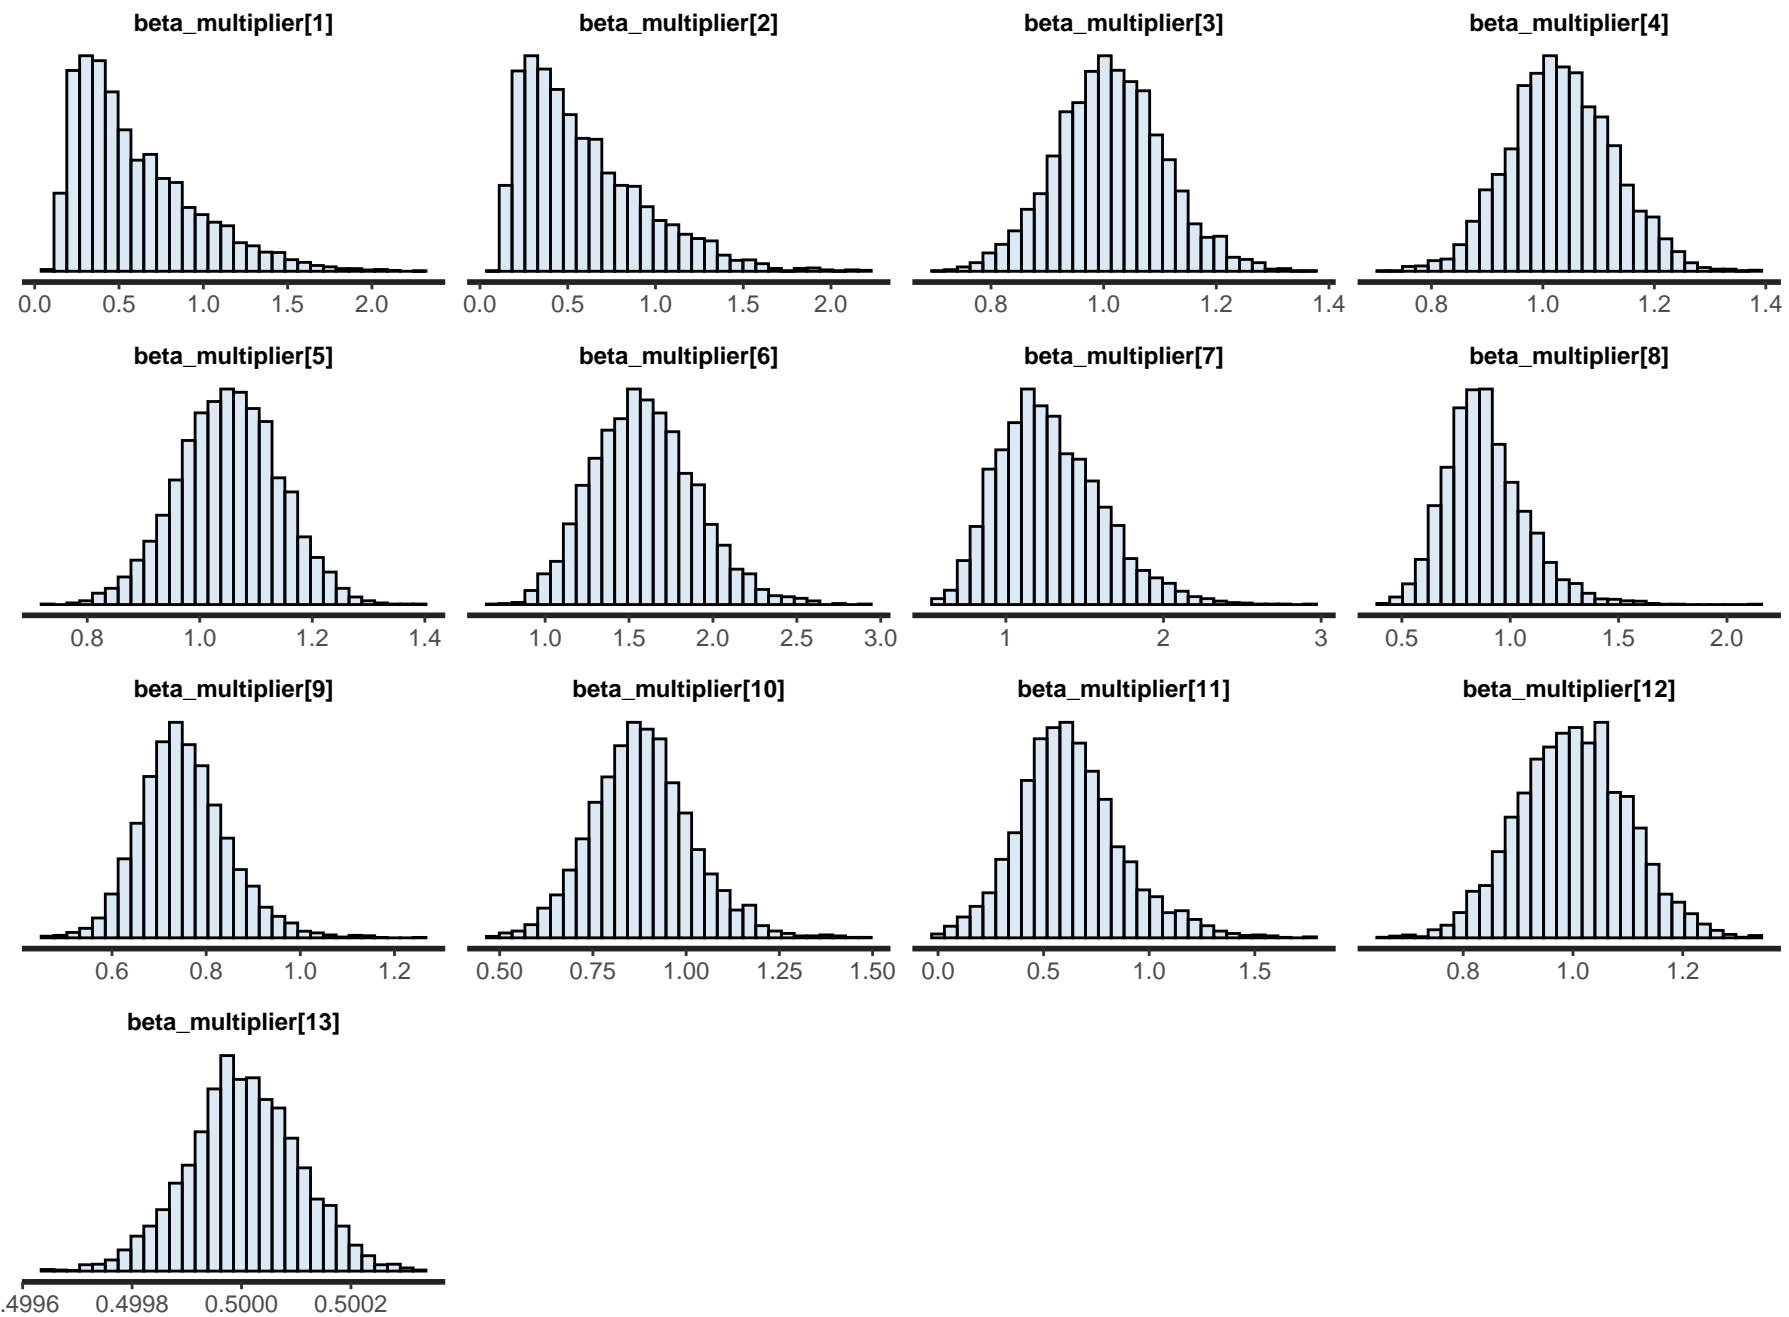 beta_multiplier[1] beta_multiplier[2] beta_multiplier[3] beta_multiplier[4]
0.0 0.5 1.0 1.5 2.0 0.0 0.5 1.0 1.5 2.0 0.8 1.0 1.2 1.4 0.8 1.0 1.2 1.4
beta_multiplier[5] beta_multiplier[6] beta_multiplier[7] beta_multiplier[8]
0.8 1.0 1.2 1.4 1.0 1.5 2.0 2.5 3.0 1 2 3 0.5 1.0 1.5 2.0
beta_multiplier[9] beta_multiplier[10] beta_multiplier[11] beta_multiplier[12]
0.6 0.8 1.0 1.2 0.50 0.75 1.00 1.25 1.50 0.0 0.5 1.0 1.5 0.8 1.0 1.2
beta_multiplier[13]
.4996 0.4998 0.5000 0.5002